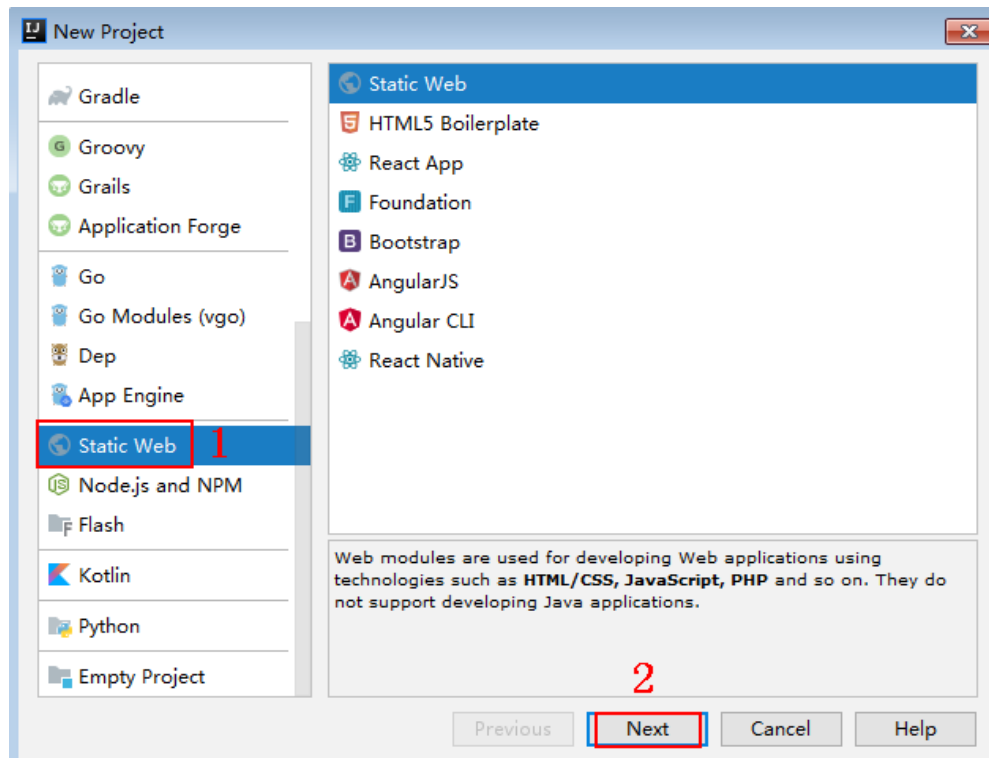 New Project
Gradle
Groovy
Grails
Application Forge
Go
Go Modules (vgo)
Dep
App Engine
Static Web
1
Node.js and NPM
Flash
Kotlin
Python
Empty Project
Static Web
HTML5 Boilerplate
React App
Foundation
Bootstrap
AngularJS
Angular CLI
React Native
Web modules are used for developing Web applications using
technologies such as HTML/CSS, JavaScript, PHP and so on. They do
not support developing Java applications.
2
Previous
Next
Cancel
Help